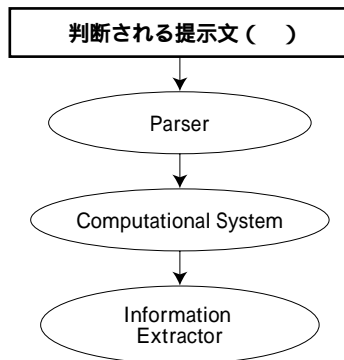 判断される提示文(　)
Parser
Computational System
Information
Extractor